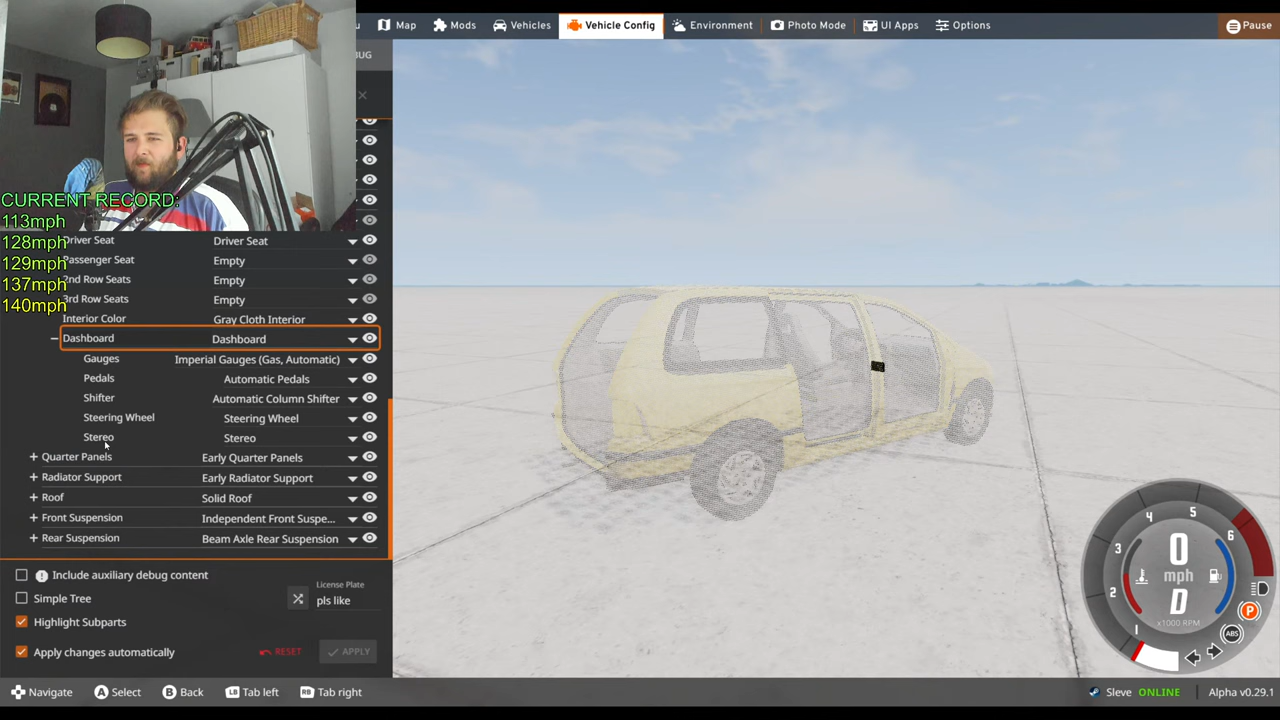 Map Mods Vehicles Vehicle Config Environment Photo Mode UI Apps Options Pause
CURRENT RECORD:
113mph
128mph
129mph
137mph
140mph
Driver Seat Driver Seat
Passenger Seat Empty
2nd Row Seats Empty
3rd Row Seats Empty
Interior Color Gray Cloth Interior
Dashboard Dashboard
Gauges Imperial Gauges (Gas, Automatic)
Pedals Automatic Pedals
Shifter Automatic Column Shifter
Steering Wheel Steering Wheel
Stereo Stereo
+ Quarter Panels Early Quarter Panels
+ Radiator Support Early Radiator Support
+ Roof Solid Roof
+ Front Suspension Independent Front Suspe...
+ Rear Suspension Beam Axle Rear Suspension
Include auxiliary debug content
Simple Tree
License Plate
pls like
Highlight Subparts
Apply changes automatically
RESET
APPLY
1 2 3 4 5 6
0
mph
D
x1000 RPM
P
ABS
Navigate A Select B Back LB Tab left RB Tab right
Sleve ONLINE Alpha v0.29.1